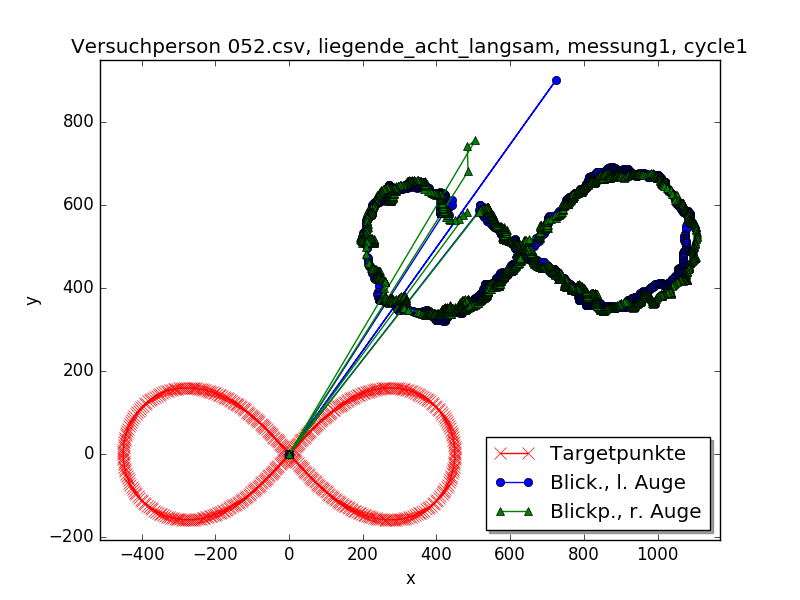 Versuchperson 052.csv, liegende_acht_langsam, messung1, cycle1
800
600
400
200
0
−200
y
−400
−200
0
200
400
600
800
1000
x
Targetpunkte
Blick., l. Auge
Blickp., r. Auge